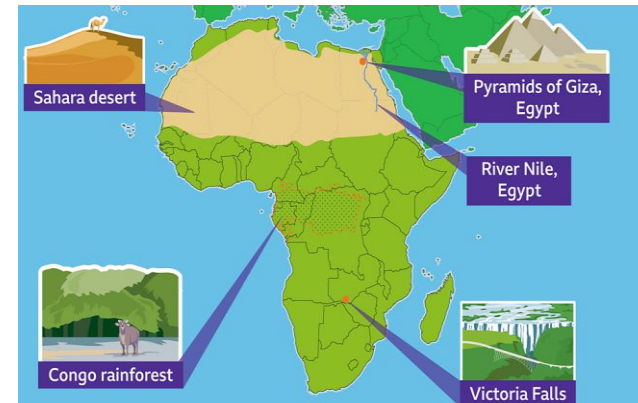 Sahara desert
Pyramids of Giza,
Egypt
River Nile,
Egypt
Congo rainforest
Victoria Falls